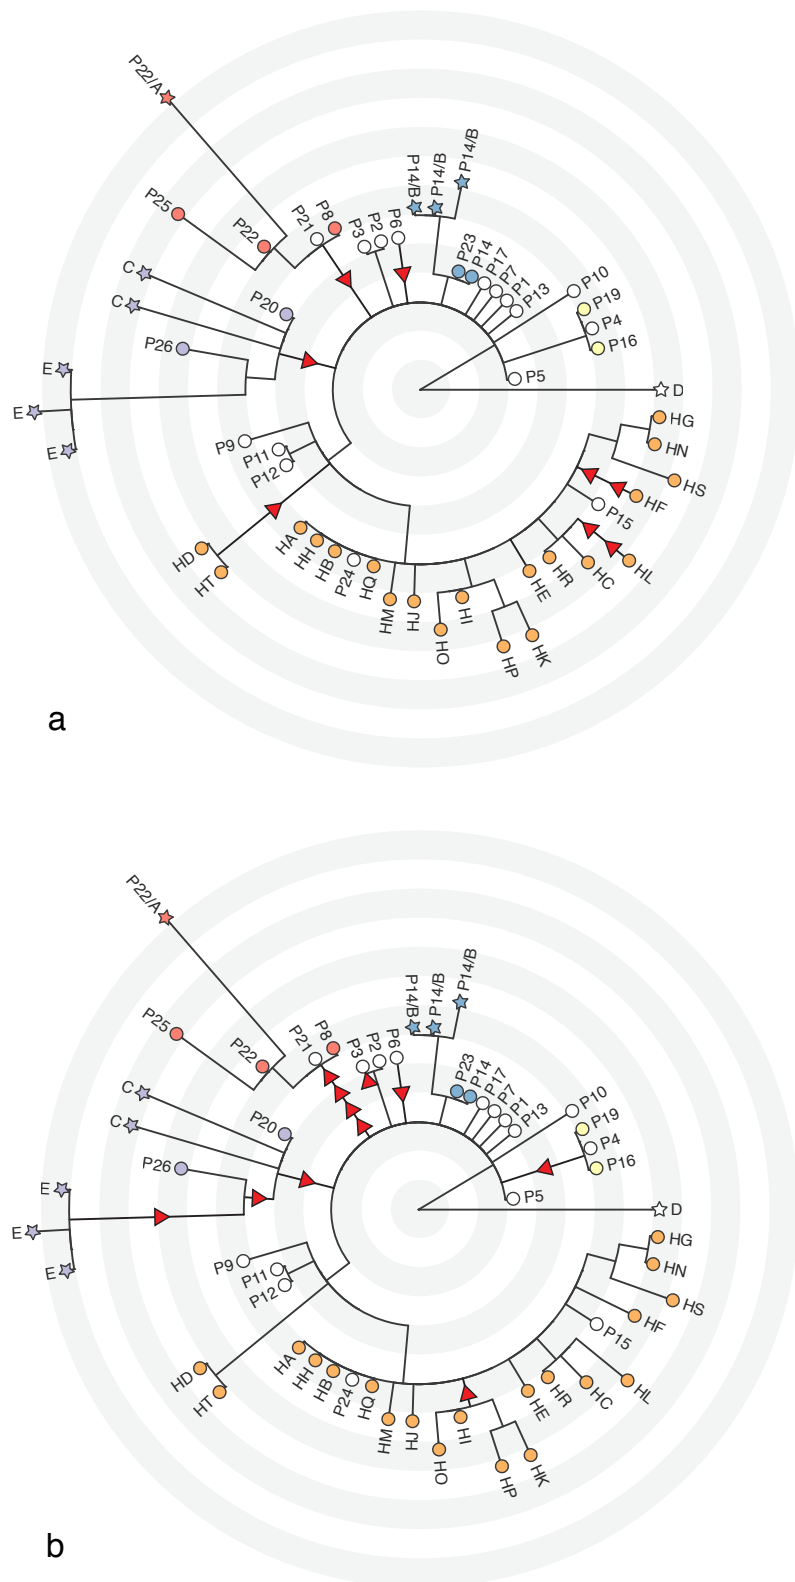 P22/A
P25
P22
P21
P8
P3
P2
P6
P14/B
P14/B
P14/B
P23
P14
P17
P7
P1
P13
P10
P19
P4
P16
P5
D
C
C
P20
P26
E
E
E
P9
P11
P12
HD
HT
HA
HH
HB
P24
HQ
HM
HJ
HO
HI
HP
HK
HE
HR
HC
HL
P15
HF
HS
HN
HG
a
P22/A
P25
P22
P21
P8
P3
P2
P6
P14/B
P14/B
P14/B
P23
P14
P17
P7
P1
P13
P10
P19
P4
P16
P5
D
C
C
P20
P26
E
E
E
P9
P11
P12
HD
HT
HA
HH
HB
P24
HQ
HM
HJ
HO
HI
HP
HK
HE
HR
HC
HL
P15
HF
HS
HN
HG
b